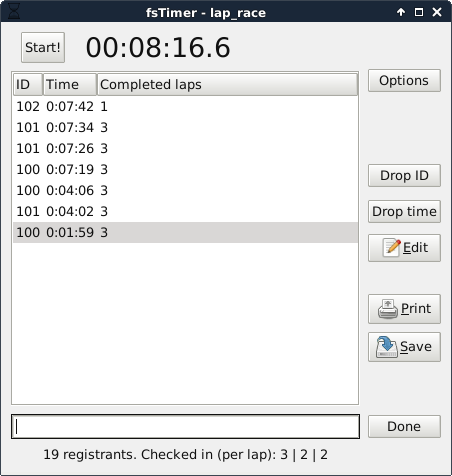 fsTimer - lap_race
Start!
00:08:16.6
ID Time Completed laps
102 0:07:42 1
101 0:07:34 3
101 0:07:26 3
100 0:07:19 3
100 0:04:06 3
101 0:04:02 3
100 0:01:59 3
Options
Drop ID
Drop time
Edit
Print
Save
Done
19 registrants. Checked in (per lap): 3 | 2 | 2